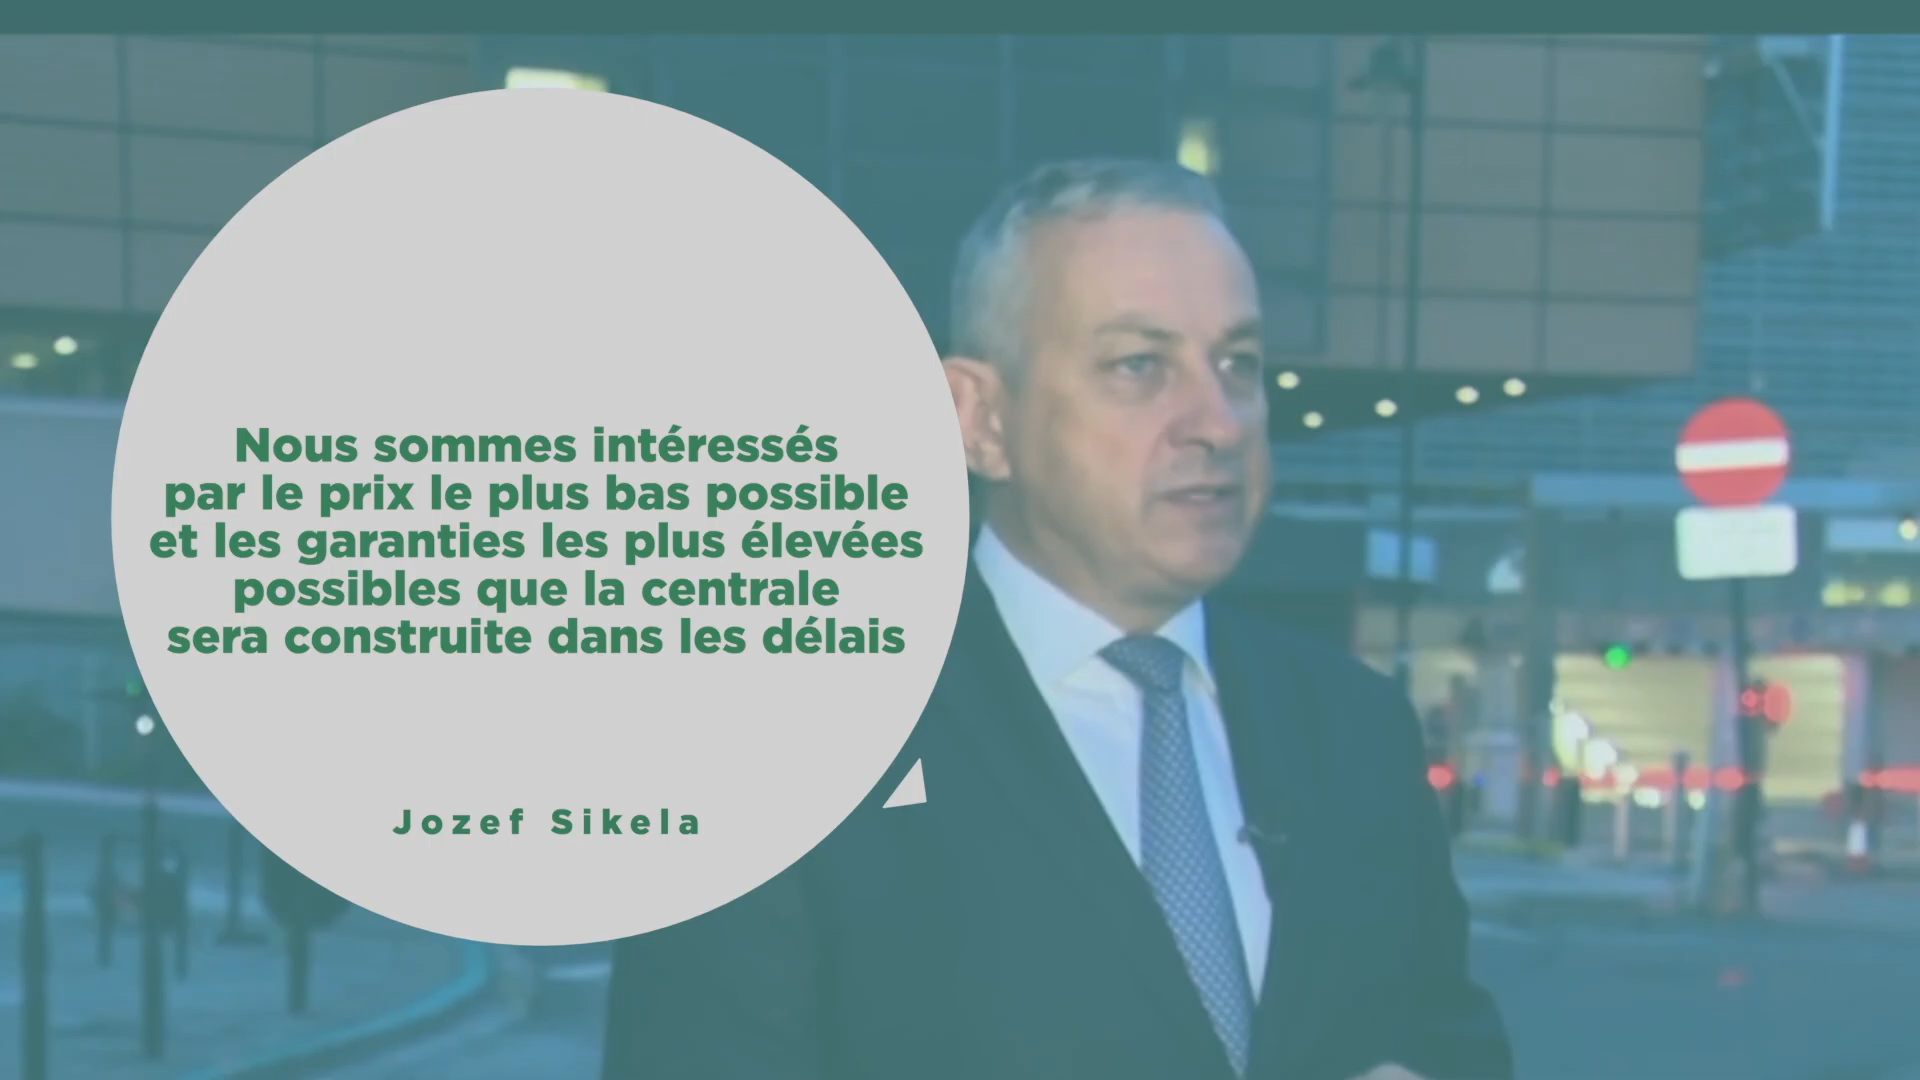 Nous sommes intéressés
par le prix le plus bas possible
et les garanties les plus élevées
possibles que la centrale
sera construite dans les délais
Jozef Sikela